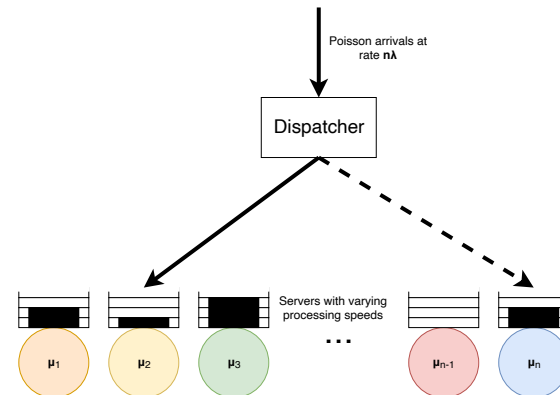 Poisson arrivals at
rate nλ
Dispatcher
Servers with varying
processing speeds
...
μ1 μ2 μ3 μn-1 μn